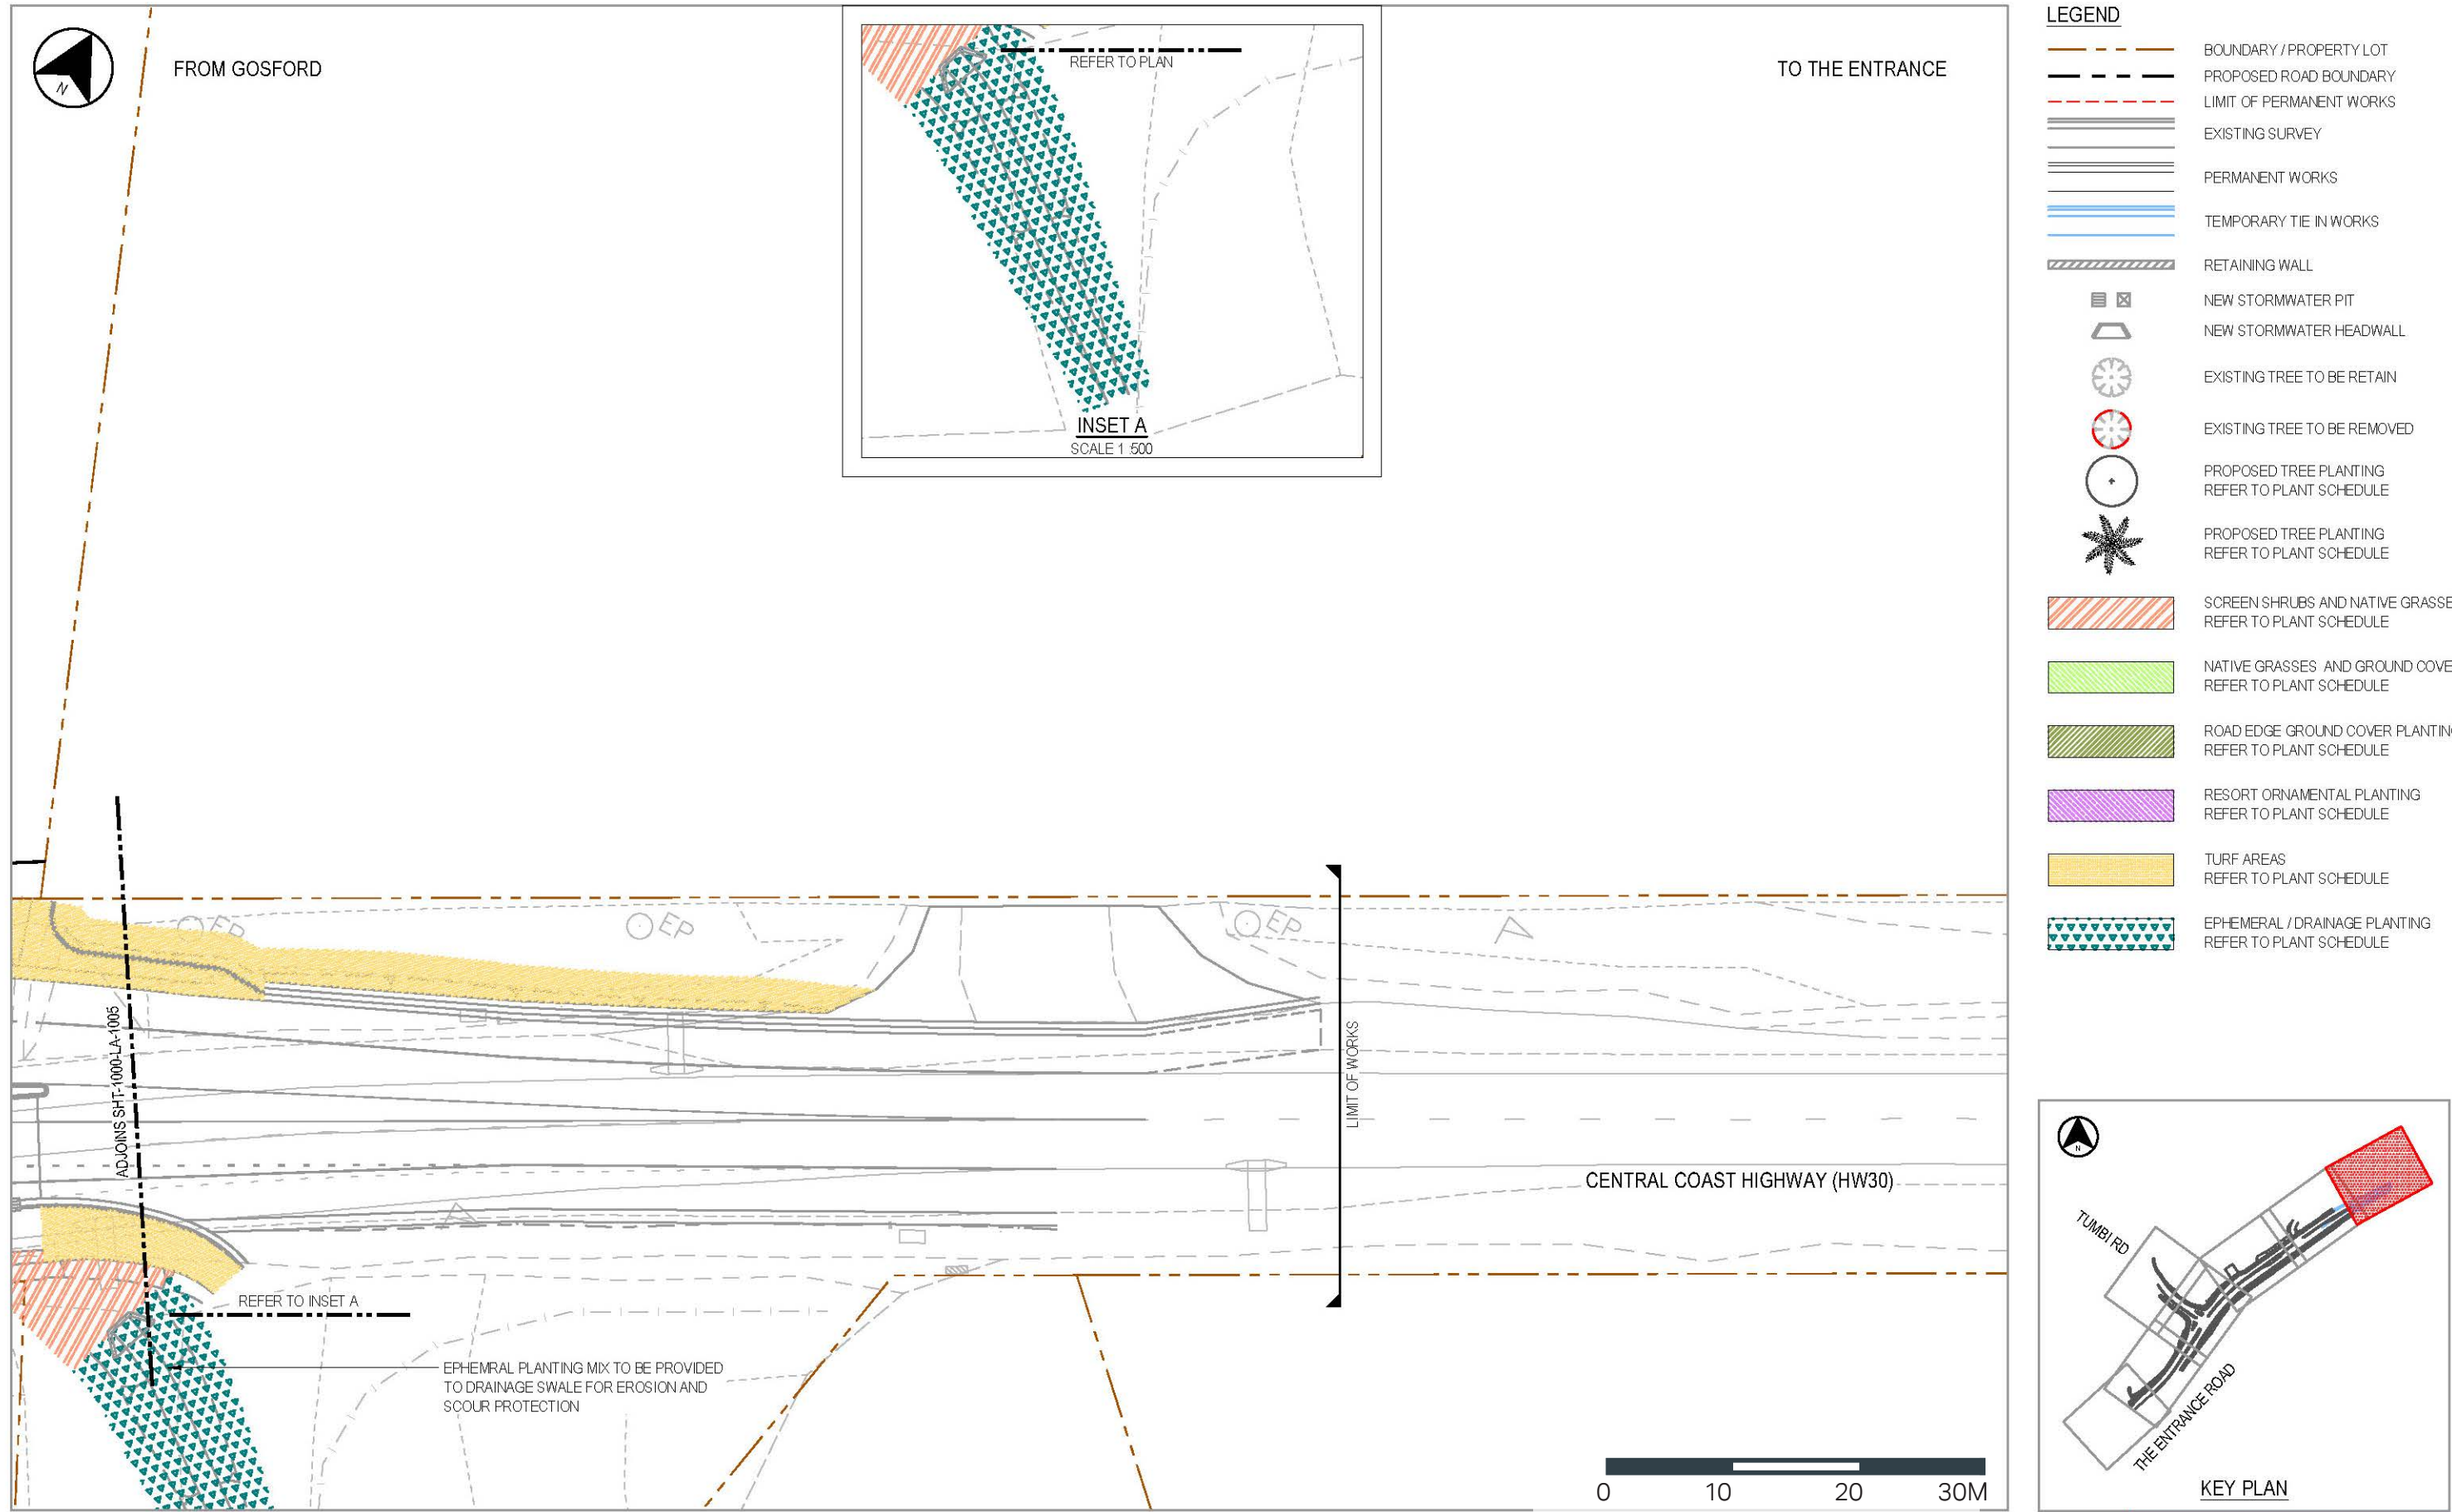 FROM GOSFORD
TO THE ENTRANCE
N
REFER TO PLAN
INSET A
SCALE 1 :500
ADJOINS SHT-1000-LA-1005
EP
EP
EP
LIMIT OF WORKS
CENTRAL COAST HIGHWAY (HW30)
REFER TO INSET A
EPHEMRAL PLANTING MIX TO BE PROVIDED
TO DRAINAGE SWALE FOR EROSION AND
SCOUR PROTECTION
0 10 20 30M
LEGEND
BOUNDARY / PROPERTY LOT
PROPOSED ROAD BOUNDARY
LIMIT OF PERMANENT WORKS
EXISTING SURVEY
PERMANENT WORKS
TEMPORARY TIE IN WORKS
RETAINING WALL
NEW STORMWATER PIT
NEW STORMWATER HEADWALL
EXISTING TREE TO BE RETAIN
EXISTING TREE TO BE REMOVED
PROPOSED TREE PLANTING
REFER TO PLANT SCHEDULE
PROPOSED TREE PLANTING
REFER TO PLANT SCHEDULE
SCREEN SHRUBS AND NATIVE GRASSE
REFER TO PLANT SCHEDULE
NATIVE GRASSES AND GROUND COVE
REFER TO PLANT SCHEDULE
ROAD EDGE GROUND COVER PLANTIN
REFER TO PLANT SCHEDULE
RESORT ORNAMENTAL PLANTING
REFER TO PLANT SCHEDULE
TURF AREAS
REFER TO PLANT SCHEDULE
EPHEMERAL / DRAINAGE PLANTING
REFER TO PLANT SCHEDULE
N
TUMBI RD
THE ENTRANCE ROAD
KEY PLAN